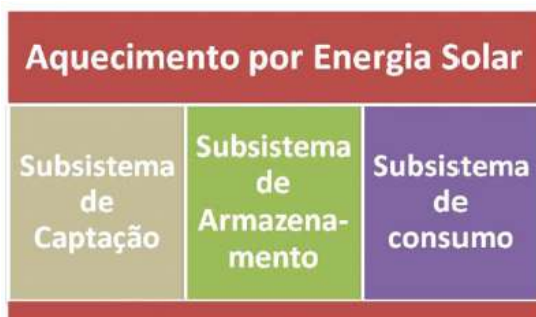 Aquecimento por Energia Solar
Subsistema
de
Captação
Subsistema
de
Armazena-
mento
Subsistema
de
consumo